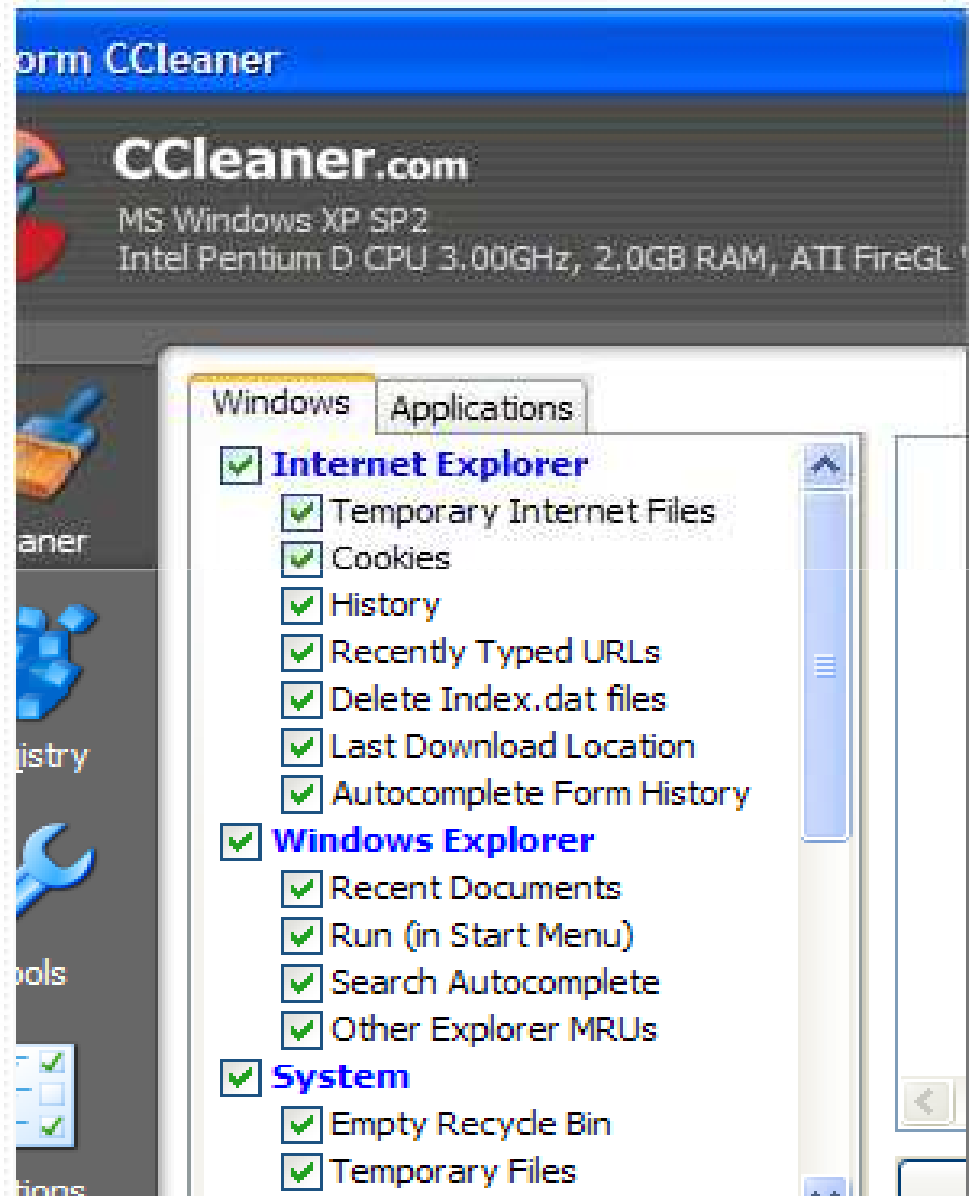 orm CCleaner
CCleaner.com
MS Windows XP SP2
Intel Pentium D CPU 3.00GHz, 2.0GB RAM, ATI FireGL
Windows Applications
Internet Explorer
Temporary Internet Files
Cookies
aner
History
Recently Typed URLs
Delete Index.dat files
Last Download Location
istry
Autocomplete Form History
Windows Explorer
Recent Documents
Run (in Start Menu)
Search Autocomplete
ools
Other Explorer MRUs
System
Empty Recycle Bin
Temporary Files
tions